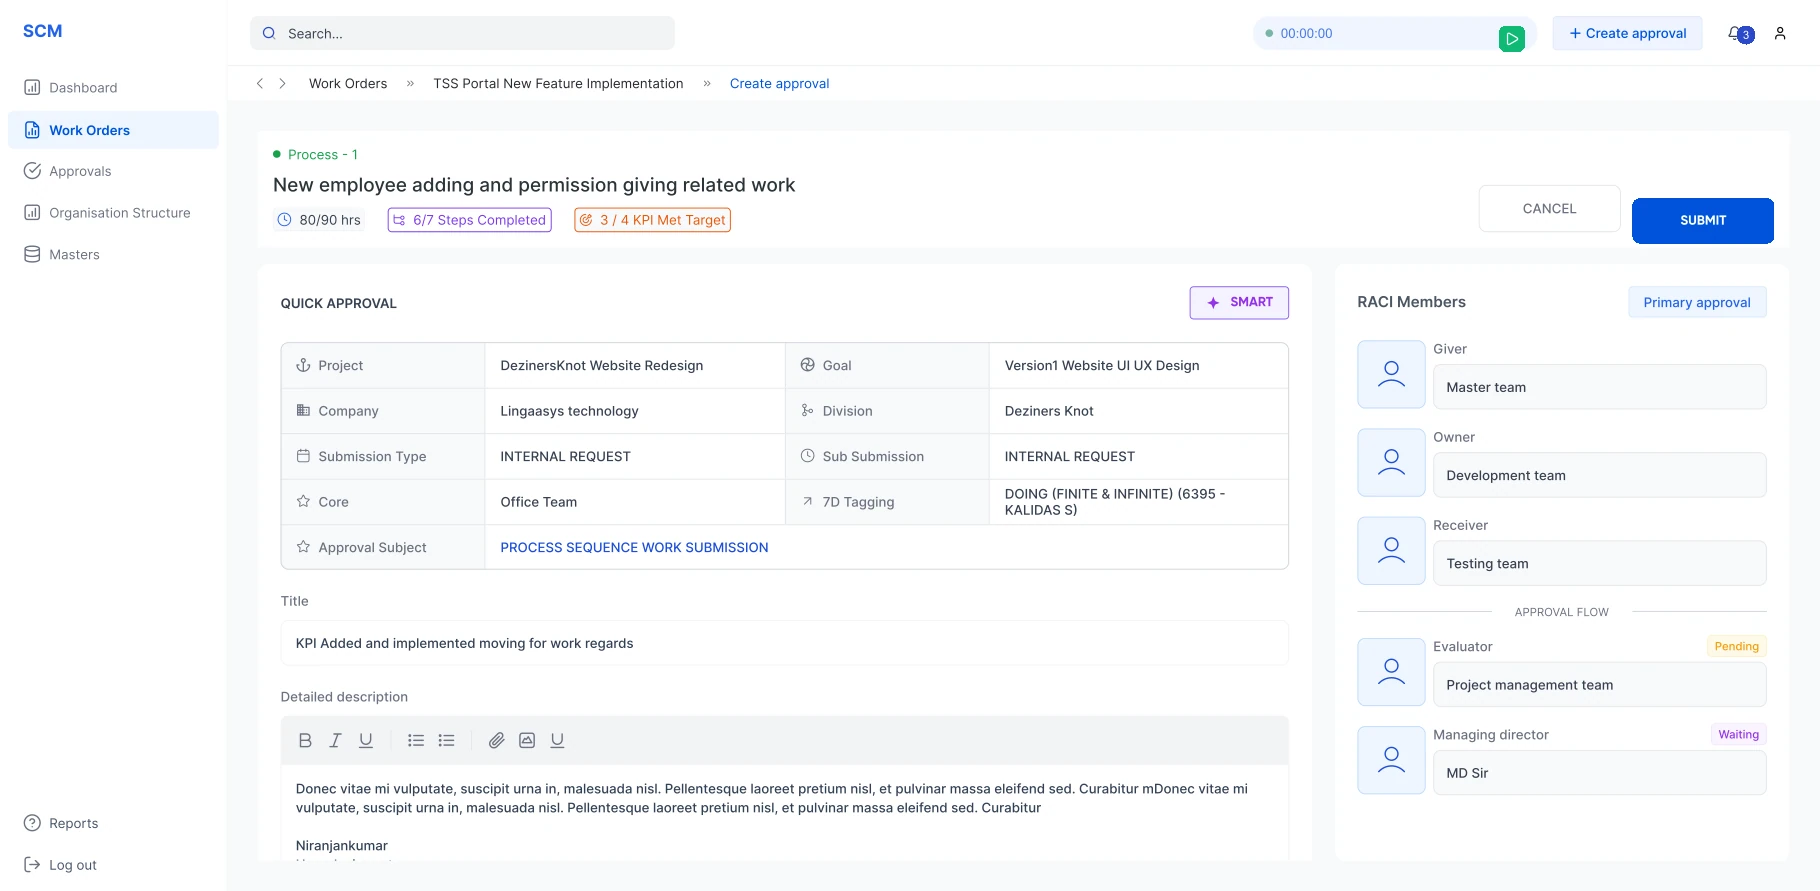 SCM
Search...
00:00:00
+ Create approval
3
Dashboard
Work Orders
Approvals
Organisation Structure
Masters
Reports
Log out
Work Orders » TSS Portal New Feature Implementation » Create approval
Process - 1
New employee adding and permission giving related work
80/90 hrs
6/7 Steps Completed
3 / 4 KPI Met Target
CANCEL
SUBMIT
QUICK APPROVAL
SMART
Project DezinersKnot Website Redesign Goal Version1 Website UI UX Design
Company Lingaasys technology Division Deziners Knot
Submission Type INTERNAL REQUEST Sub Submission INTERNAL REQUEST
Core Office Team 7D Tagging DOING (FINITE & INFINITE) (6395 -
KALIDAS S)
Approval Subject PROCESS SEQUENCE WORK SUBMISSION
Title
KPI Added and implemented moving for work regards
Detailed description
B I U U
Donec vitae mi vulputate, suscipit urna in, malesuada nisl. Pellentesque laoreet pretium nisl, et pulvinar massa eleifend sed. Curabitur mDonec vitae mi
vulputate, suscipit urna in, malesuada nisl. Pellentesque laoreet pretium nisl, et pulvinar massa eleifend sed. Curabitur
Niranjankumar
RACI Members
Primary approval
Giver
Master team
Owner
Development team
Receiver
Testing team
APPROVAL FLOW
Evaluator
Pending
Project management team
Managing director
Waiting
MD Sir